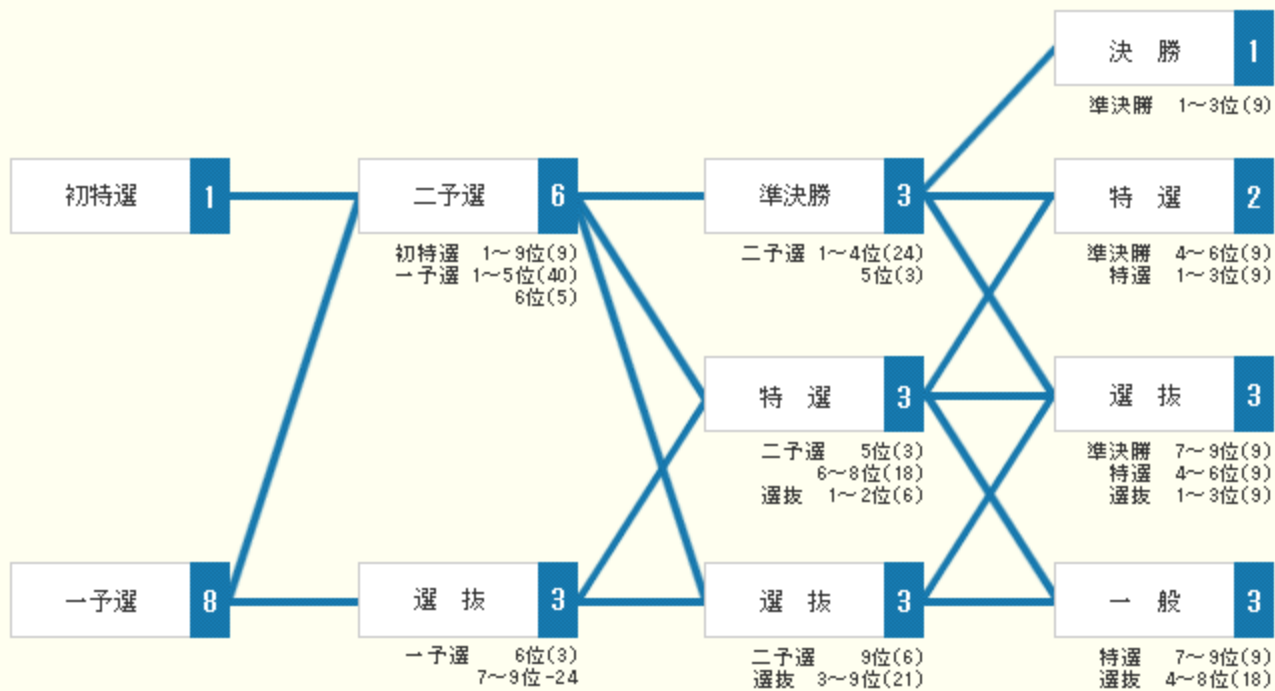 初特選 1
一予選 8
二予選 6
初特選 1～9位(9)
一予選 1～5位(40)
6位(5)
選 抜 3
一予選 6位(3)
7～9位-24
準決勝 3
二予選 1～4位(24)
5位(3)
特 選 3
二予選 5位(3)
6～8位(18)
選抜 1～2位(6)
選 抜 3
二予選 9位(6)
選抜 3～9位(21)
決 勝 1
準決勝 1～3位(9)
特 選 2
準決勝 4～6位(9)
特選 1～3位(9)
選 抜 3
準決勝 7～9位(9)
特選 4～6位(9)
選抜 1～3位(9)
一 般 3
特選 7～9位(9)
選抜 4～8位(18)